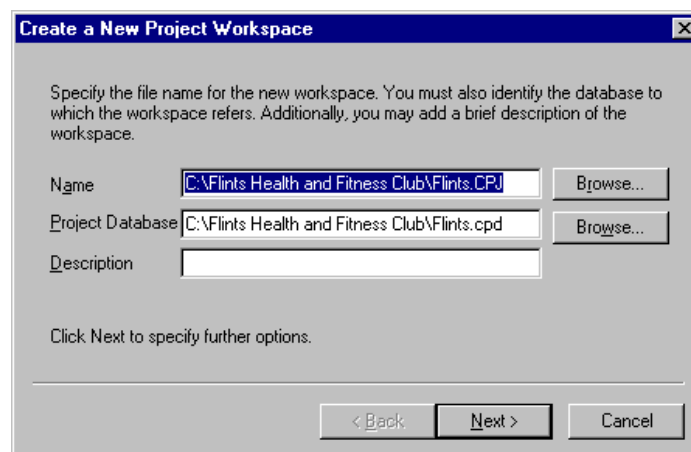 Create a New Project Workspace
Specify the file name for the new workspace. You must also identify the database to
which the workspace refers. Additionally, you may add a brief description of the
workspace.
Name C:\Flints Health and Fitness Club\Flints.CPJ Browse...
Project Database C:\Flints Health and Fitness Club\Flints.cpd Browse...
Description
Click Next to specify further options.
< Back Next > Cancel